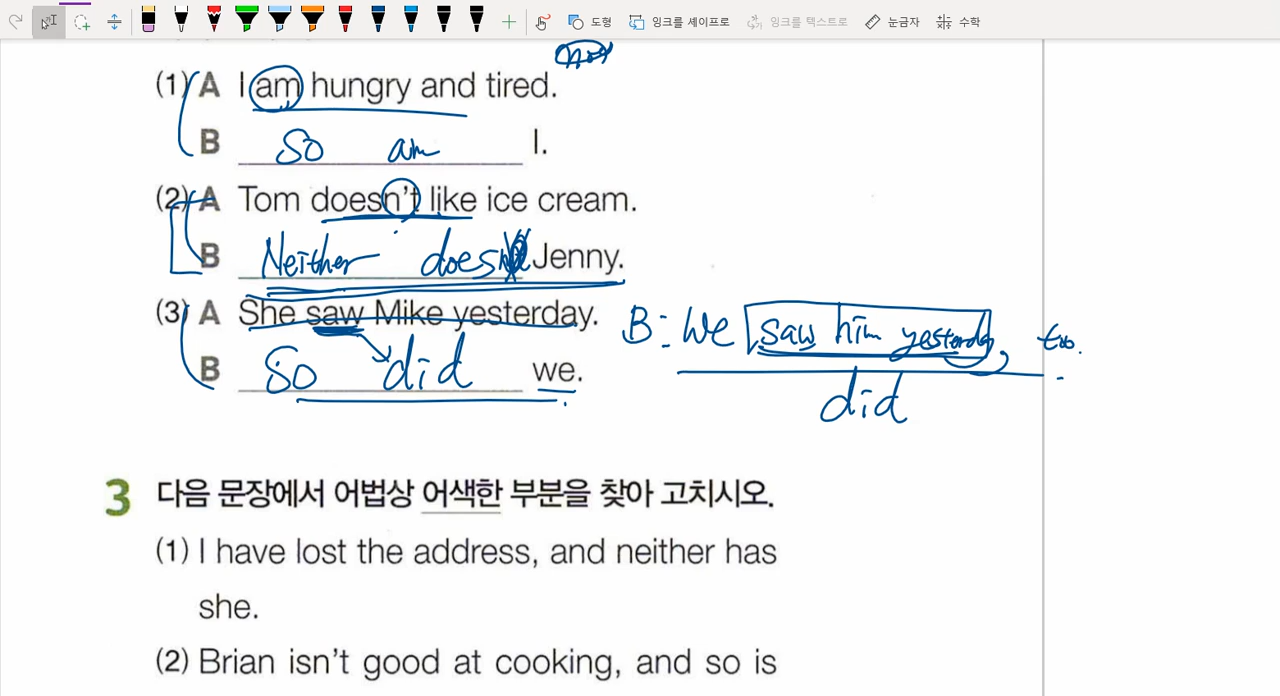 도형 잉크를 셰이프로 잉크를 텍스트로 눈금자 수학
(1) A I am hungry and tired.
B So am I.
(2) A Tom doesn't like ice cream.
B Neither does Jenny.
(3) A She saw Mike yesterday.
B: We saw him yesterday, too.
B So did we.
did
3 다음 문장에서 어법상 어색한 부분을 찾아 고치시오.
(1) I have lost the address, and neither has
she.
(2) Brian isn't good at cooking, and so is